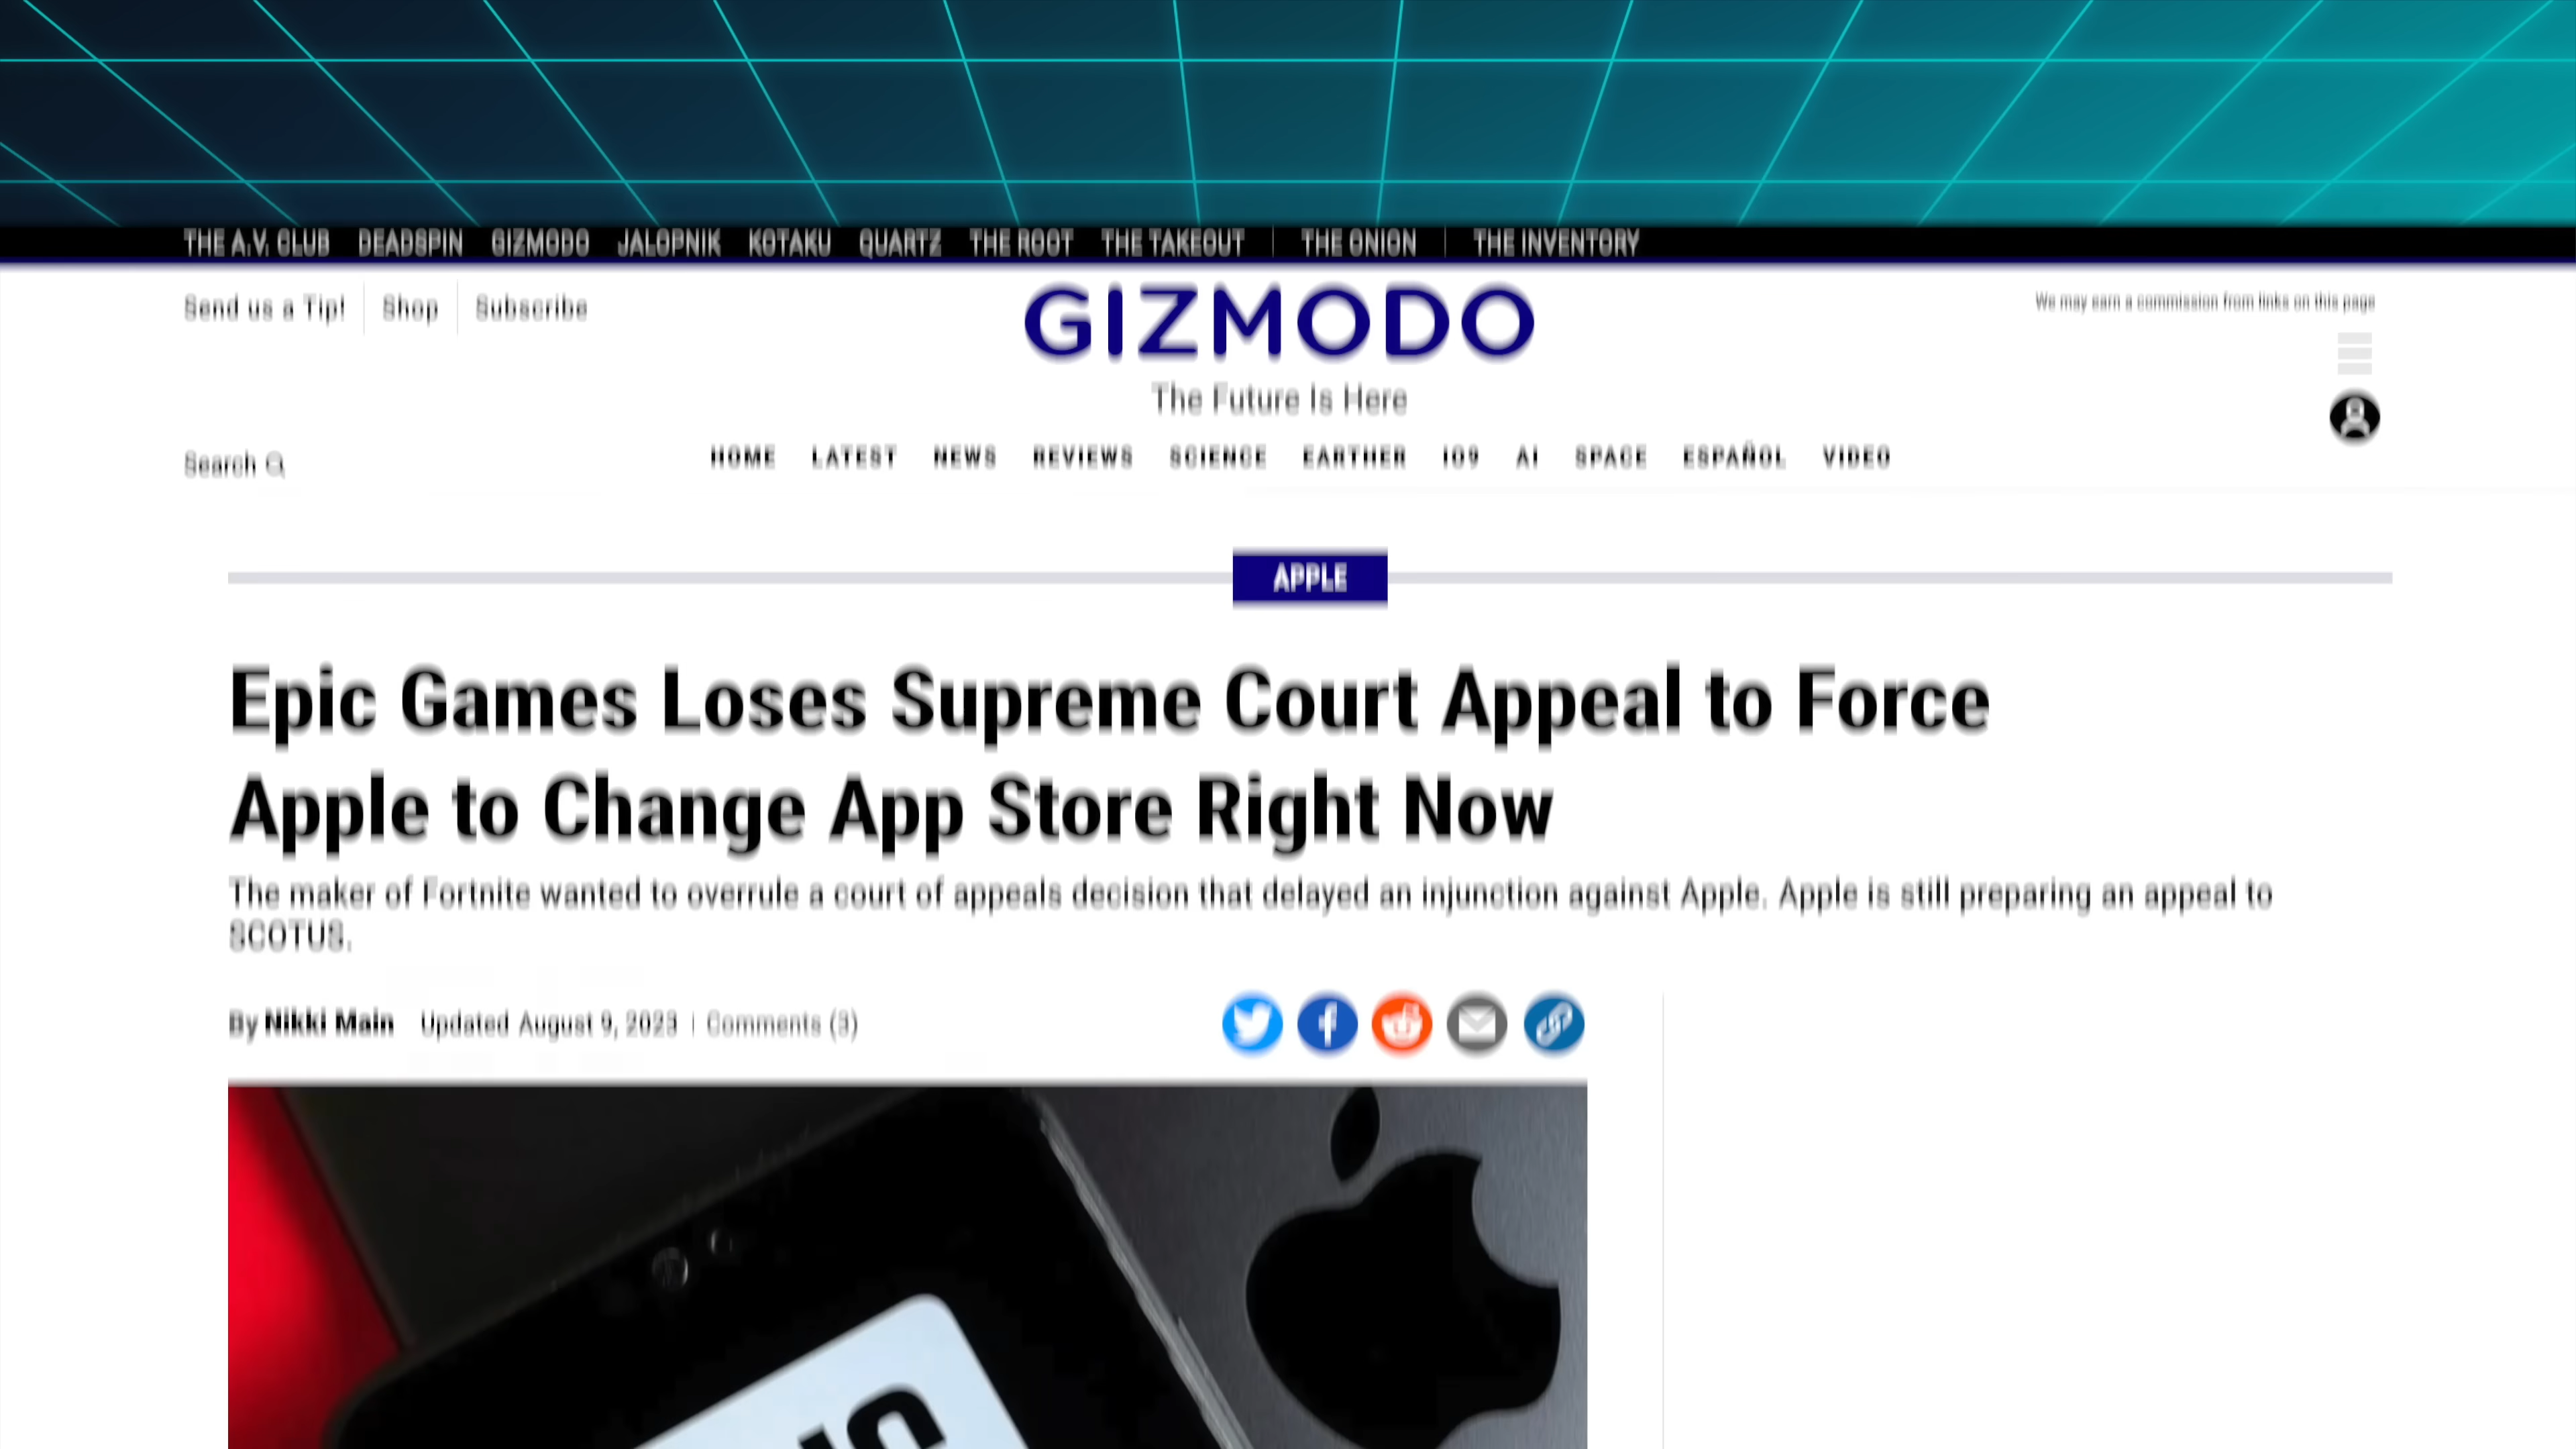 THE A.V. CLUB DEADSPIN GIZMODO JALOPNIK KOTAKU QUARTZ THE ROOT THE TAKEOUT THE ONION THE INVENTORY
Send us a Tip! Shop Subscribe
GIZMODO
We may earn a commission from links on this page
The Future Is Here
Search
HOME LATEST NEWS REVIEWS SCIENCE EARTHER IO9 AI SPACE ESPAÑOL VIDEO
APPLE
Epic Games Loses Supreme Court Appeal to Force
Apple to Change App Store Right Now
The maker of Fortnite wanted to overrule a court of appeals decision that delayed an injunction against Apple. Apple is still preparing an appeal to
SCOTUS.
By Nikki Main Updated August 9, 2023 | Comments (3)